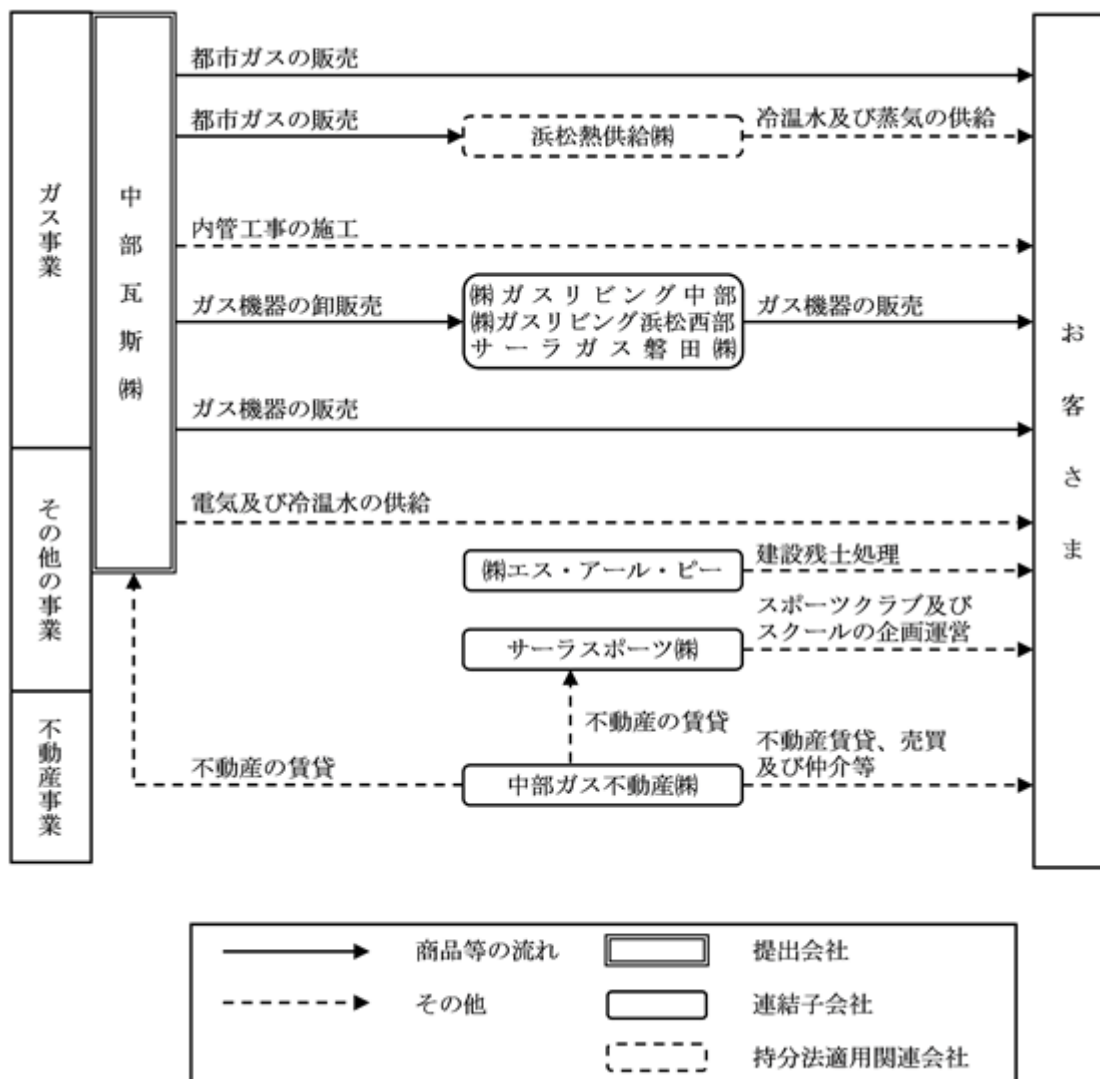 ガス事業
その他の事業
不動産事業
中部瓦斯㈱
都市ガスの販売
都市ガスの販売
浜松熱供給㈱
冷温水及び蒸気の供給
内管工事の施工
ガス機器の卸販売
㈱ガスリビング中部
㈱ガスリビング浜松西部
サーラガス磐田㈱
ガス機器の販売
ガス機器の販売
電気及び冷温水の供給
㈱エス・アール・ピー
建設残土処理
サーラスポーツ㈱
スポーツクラブ及び
スクールの企画運営
不動産の賃貸
不動産の賃貸
中部ガス不動産㈱
不動産賃貸、売買
及び仲介等
お客さま
商品等の流れ
提出会社
その他
連結子会社
持分法適用関連会社